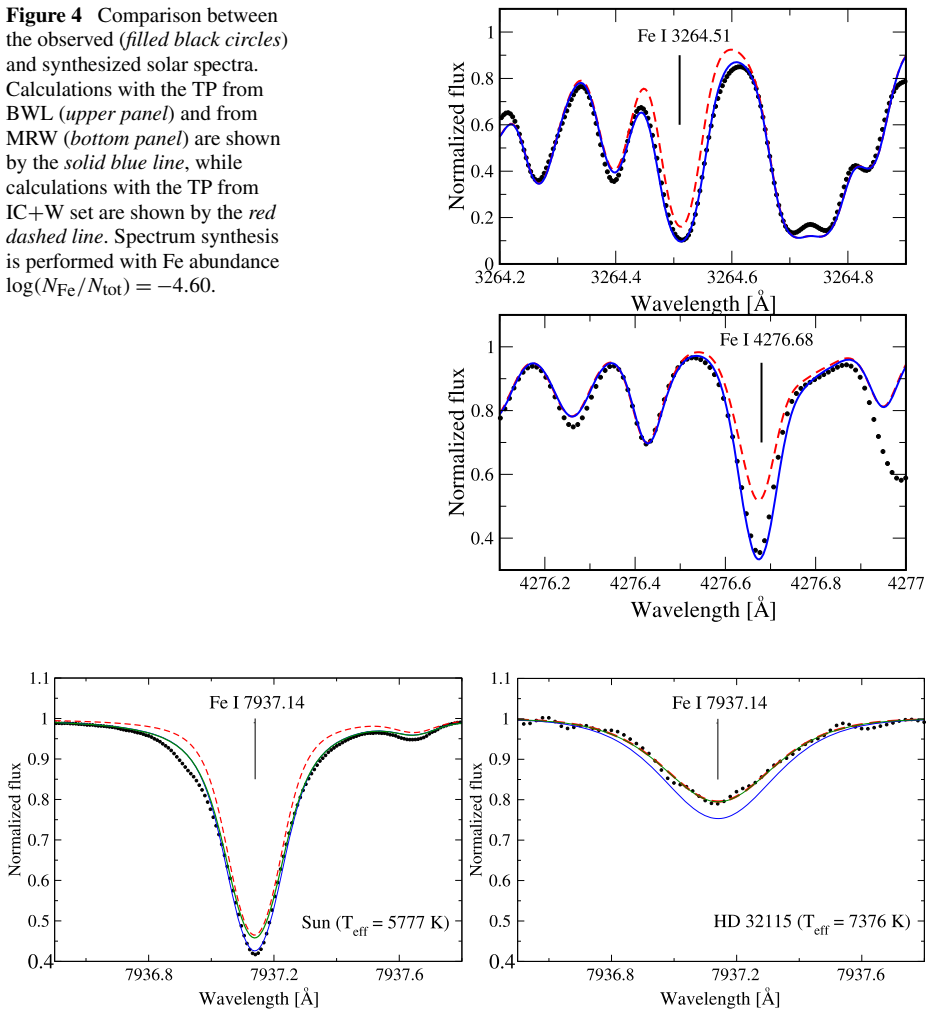 Figure 4 Comparison between
the observed (filled black circles)
and synthesized solar spectra.
Calculations with the TP from
BWL (upper panel) and from
MRW (bottom panel) are shown
by the solid blue line, while
calculations with the TP from
IC+W set are shown by the red
dashed line. Spectrum synthesis
is performed with Fe abundance
log(N_Fe/N_tot) = −4.60.
Fe I 3264.51
Normalized flux
1
0.8
0.6
0.4
0.2
0
3264.2 3264.4 3264.6 3264.8
Wavelength [Å]
Fe I 4276.68
Normalized flux
1
0.8
0.6
0.4
4276.2 4276.4 4276.6 4276.8 4277
Wavelength [Å]
Fe I 7937.14
Normalized flux
1.1
1
0.9
0.8
0.7
0.6
0.5
0.4
Sun (T_eff = 5777 K)
7936.8 7937.2 7937.6
Wavelength [Å]
Fe I 7937.14
Normalized flux
1.1
1
0.9
0.8
0.7
0.6
0.5
0.4
HD 32115 (T_eff = 7376 K)
7936.8 7937.2 7937.6
Wavelength [Å]